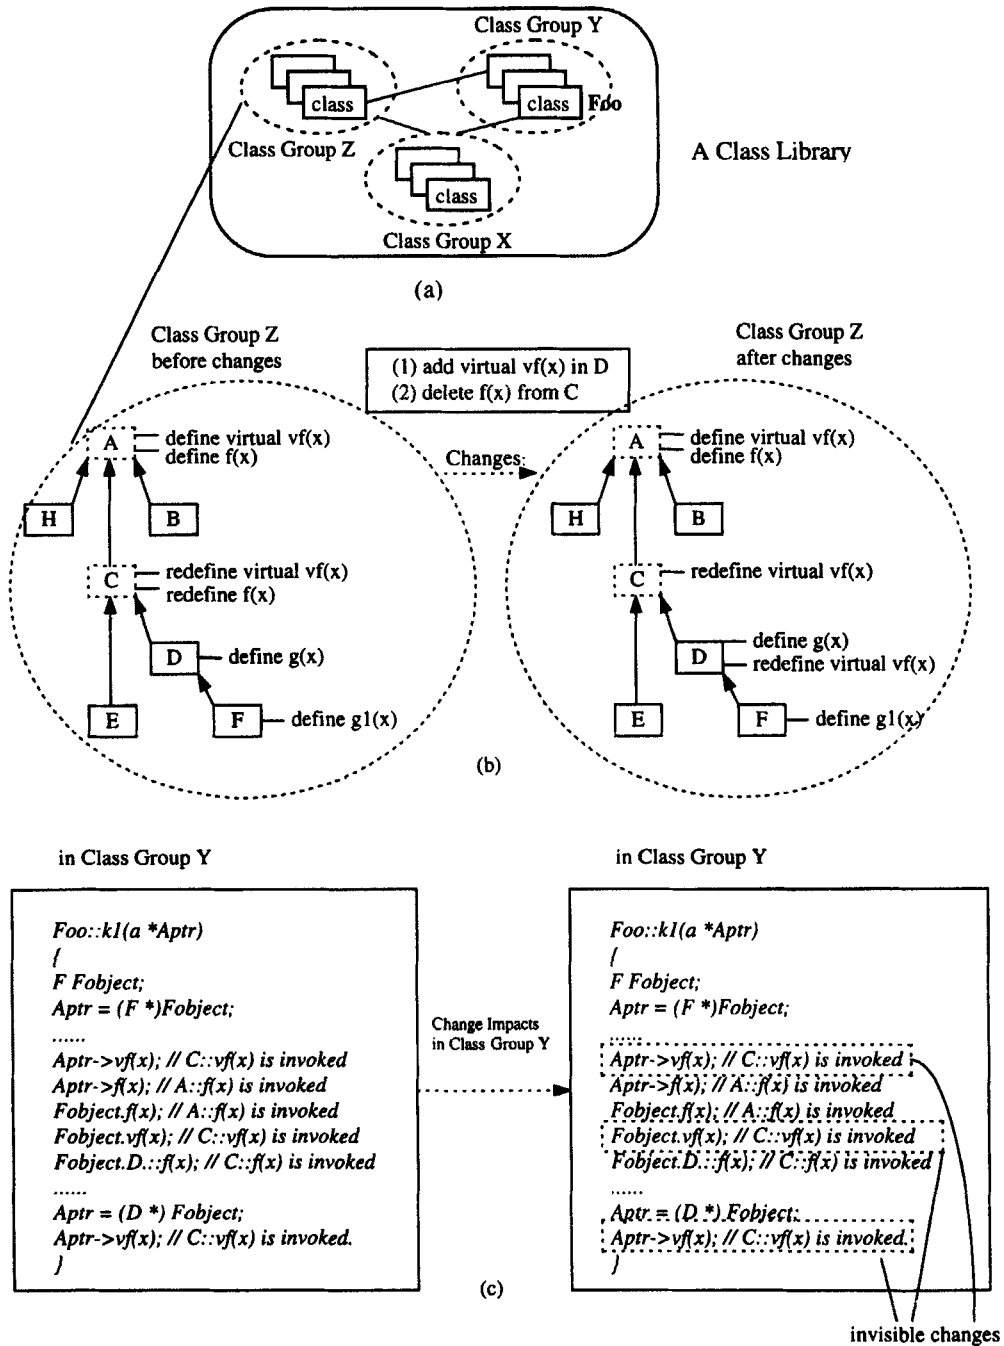 Class Group Y
class
class
Foo
Class Group Z
A Class Library
class
Class Group X
(a)
Class Group Z
before changes
(1) add virtual vf(x) in D
(2) delete f(x) from C
Class Group Z
after changes
A
define virtual vf(x)
define f(x)
Changes:
H
B
C
redefine virtual vf(x)
redefine f(x)
D
define g(x)
E
F
define g1(x)
A
define virtual vf(x)
define f(x)
H
B
C
redefine virtual vf(x)
D
define g(x)
redefine virtual vf(x)
E
F
define g1(x)
(b)
in Class Group Y
Foo::k1(a *Aptr)
{
F Fobject;
Aptr = (F *)Fobject;
......
Aptr->vf(x); // C::vf(x) is invoked
Aptr->f(x); // A::f(x) is invoked
Fobject.f(x); // A::f(x) is invoked
Fobject.vf(x); // C::vf(x) is invoked
Fobject.D.::f(x); // C::f(x) is invoked
......
Aptr = (D *) Fobject;
Aptr->vf(x); // C::vf(x) is invoked.
}
Change Impacts
in Class Group Y
in Class Group Y
Foo::k1(a *Aptr)
{
F Fobject;
Aptr = (F *)Fobject;
......
Aptr->vf(x); // C::vf(x) is invoked
Aptr->f(x); // A::f(x) is invoked
Fobject.f(x); // A::f(x) is invoked
Fobject.vf(x); // C::vf(x) is invoked
Fobject.D.::f(x); // C::f(x) is invoked
......
Aptr = (D *) Fobject;
Aptr->vf(x); // C::vf(x) is invoked.
}
(c)
invisible changes